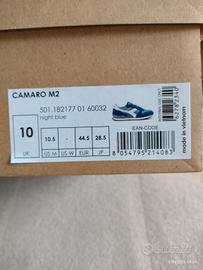 CAMARO M2
501.182177 01 60032
night blue
10
UK
10.5
-
44.5
28.5
US M
US W
EUR
JP
EAN-CODE
8 054795 214083
made in vietnam